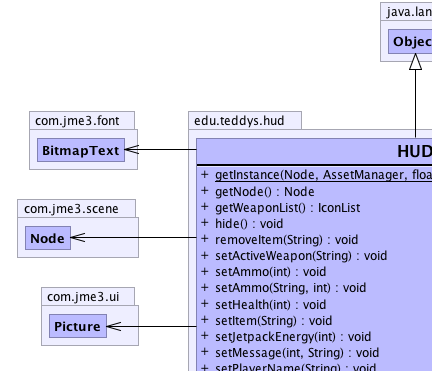 java.lan
Objec
com.jme3.font
BitmapText
edu.teddys.hud
HUD
+ getInstance(Node, AssetManager, floa
+ getNode() : Node
+ getWeaponList() : IconList
+ hide() : void
+ removeItem(String) : void
+ setActiveWeapon(String) : void
+ setAmmo(int) : void
+ setAmmo(String, int) : void
+ setHealth(int) : void
+ setItem(String) : void
+ setJetpackEnergy(int) : void
+ setMessage(int, String) : void
+ setPlayerName(String) : void
com.jme3.scene
Node
com.jme3.ui
Picture